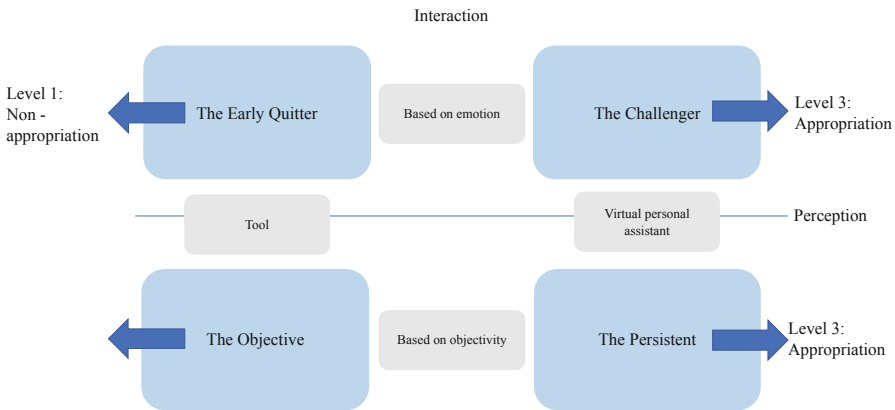 Interaction
Level 1:
Non -
appropriation
The Early Quitter
Based on emotion
The Challenger
Level 3:
Appropriation
Tool
Virtual personal
assistant
Perception
The Objective
Based on objectivity
The Persistent
Level 3:
Appropriation